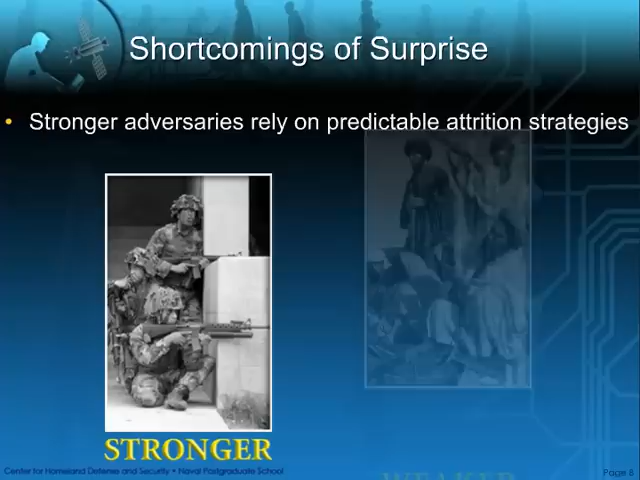 Shortcomings of Surprise
• Stronger adversaries rely on predictable attrition strategies
STRONGER
WEAKER
Center for Homeland Defense and Security • Naval Postgraduate School
Page 8